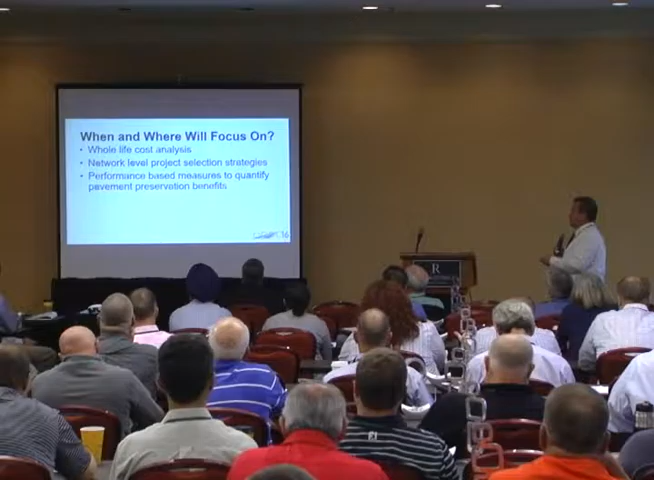 When and Where Will Focus On?
• Whole life cost analysis
• Network level project selection strategies
• Performance based measures to quantify
pavement preservation benefits
R